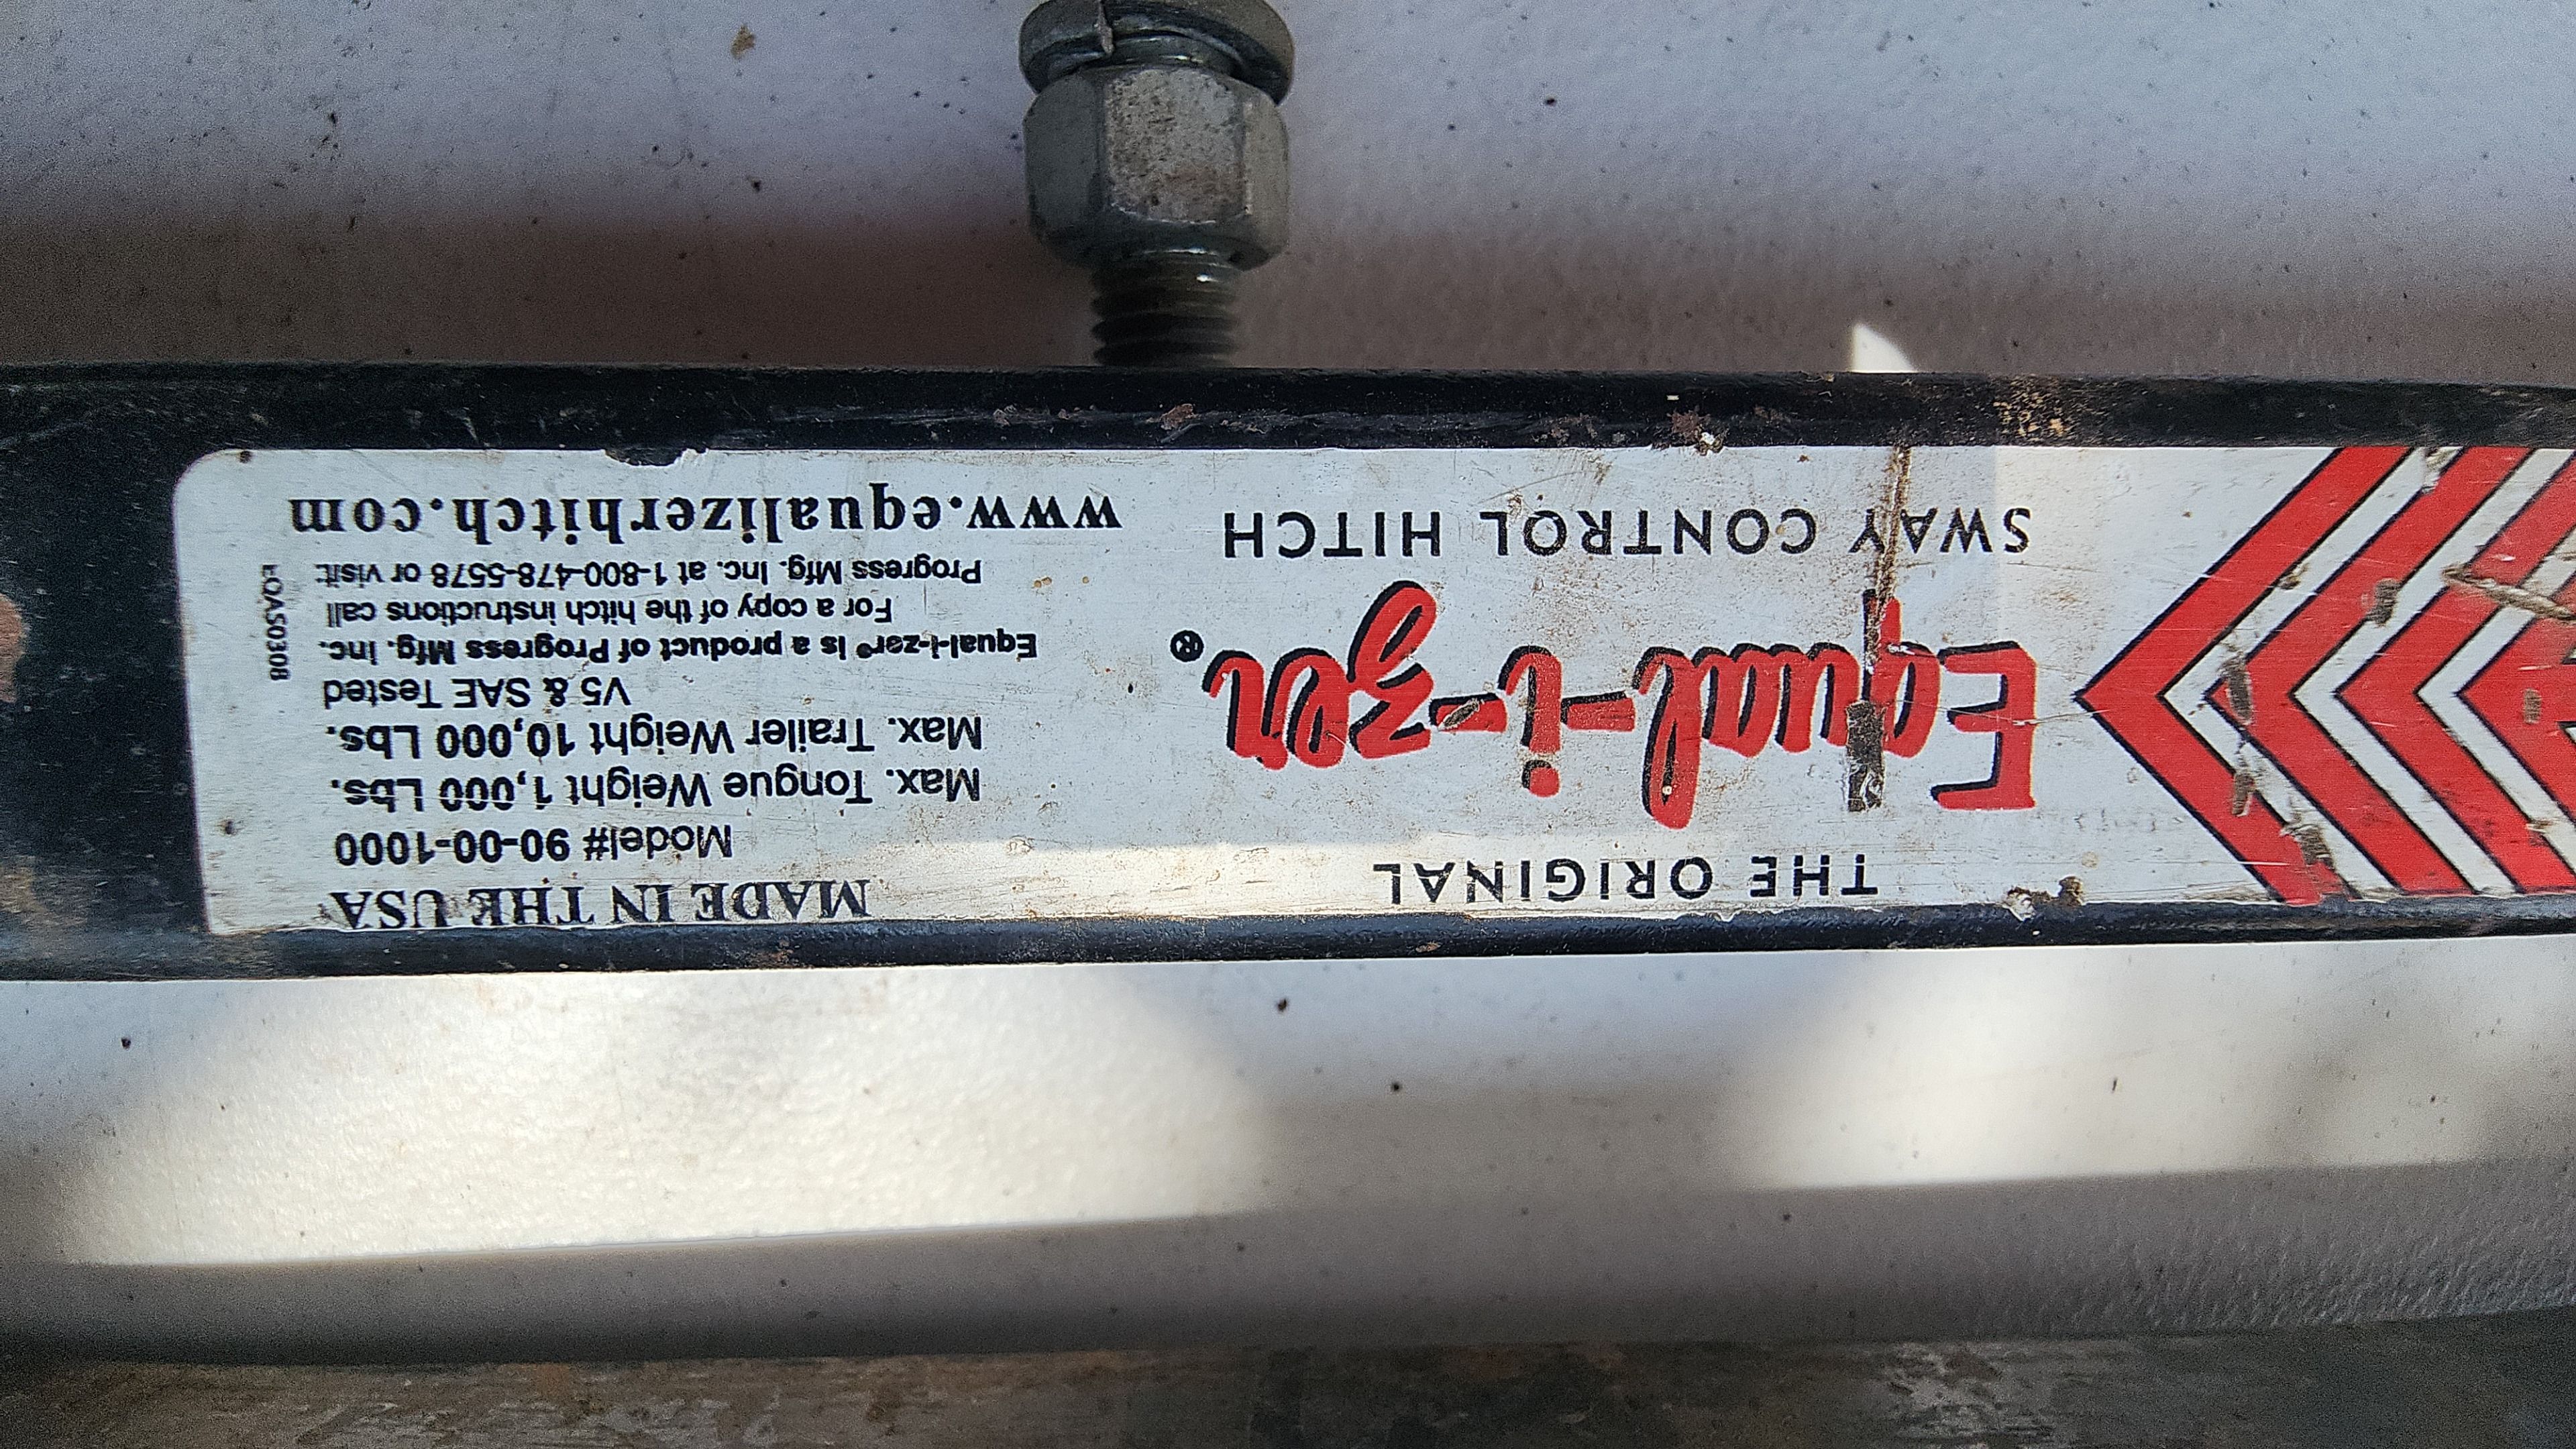 THE ORIGINAL
Equal-i-zer®
SWAY CONTROL HITCH
MADE IN THE USA
Model# 90-00-1000
Max. Tongue Weight 1,000 Lbs.
Max. Trailer Weight 10,000 Lbs.
V5 & SAE Tested
Equal-i-zer® is a product of Progress Mfg. Inc.
For a copy of the hitch instructions call
Progress Mfg. Inc. at 1-800-478-5578 or visit:
www.equalizerhitch.com
EQAS0308